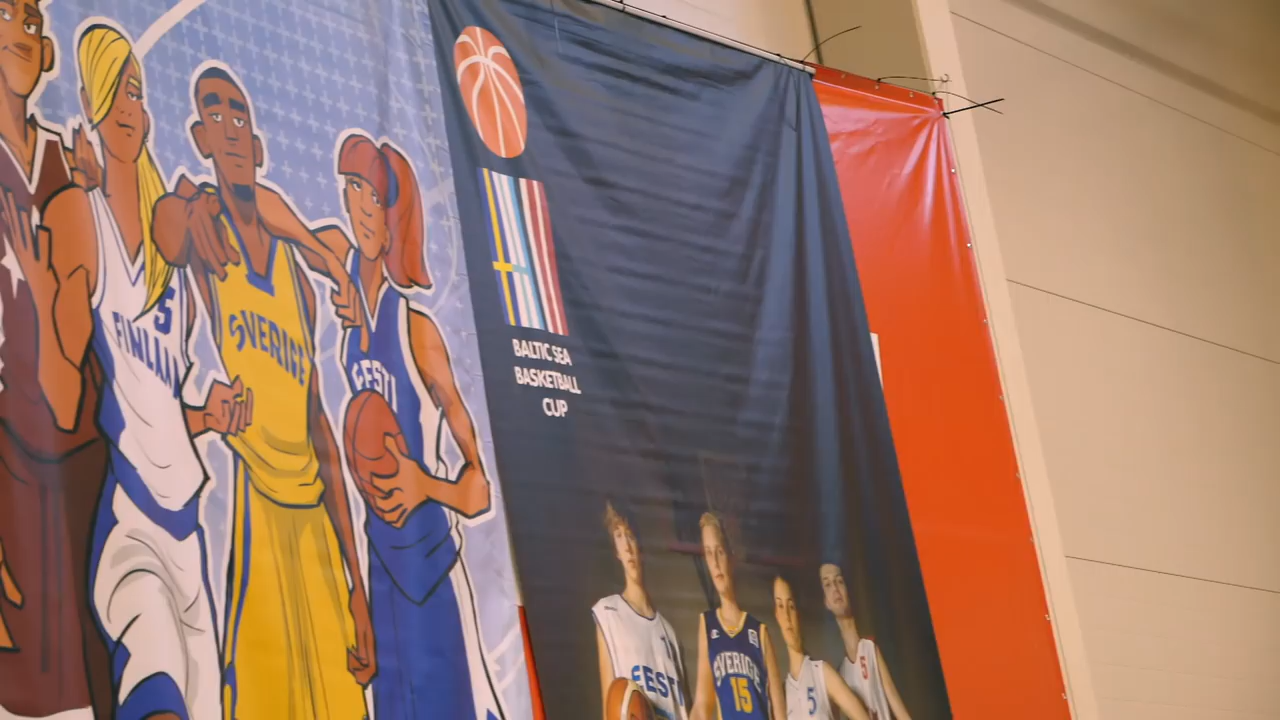 5
FINLAN
SVERIGE
EESTI
BALTIC SEA
BASKETBALL
CUP
EESTI
SVERIGE
15
5
5